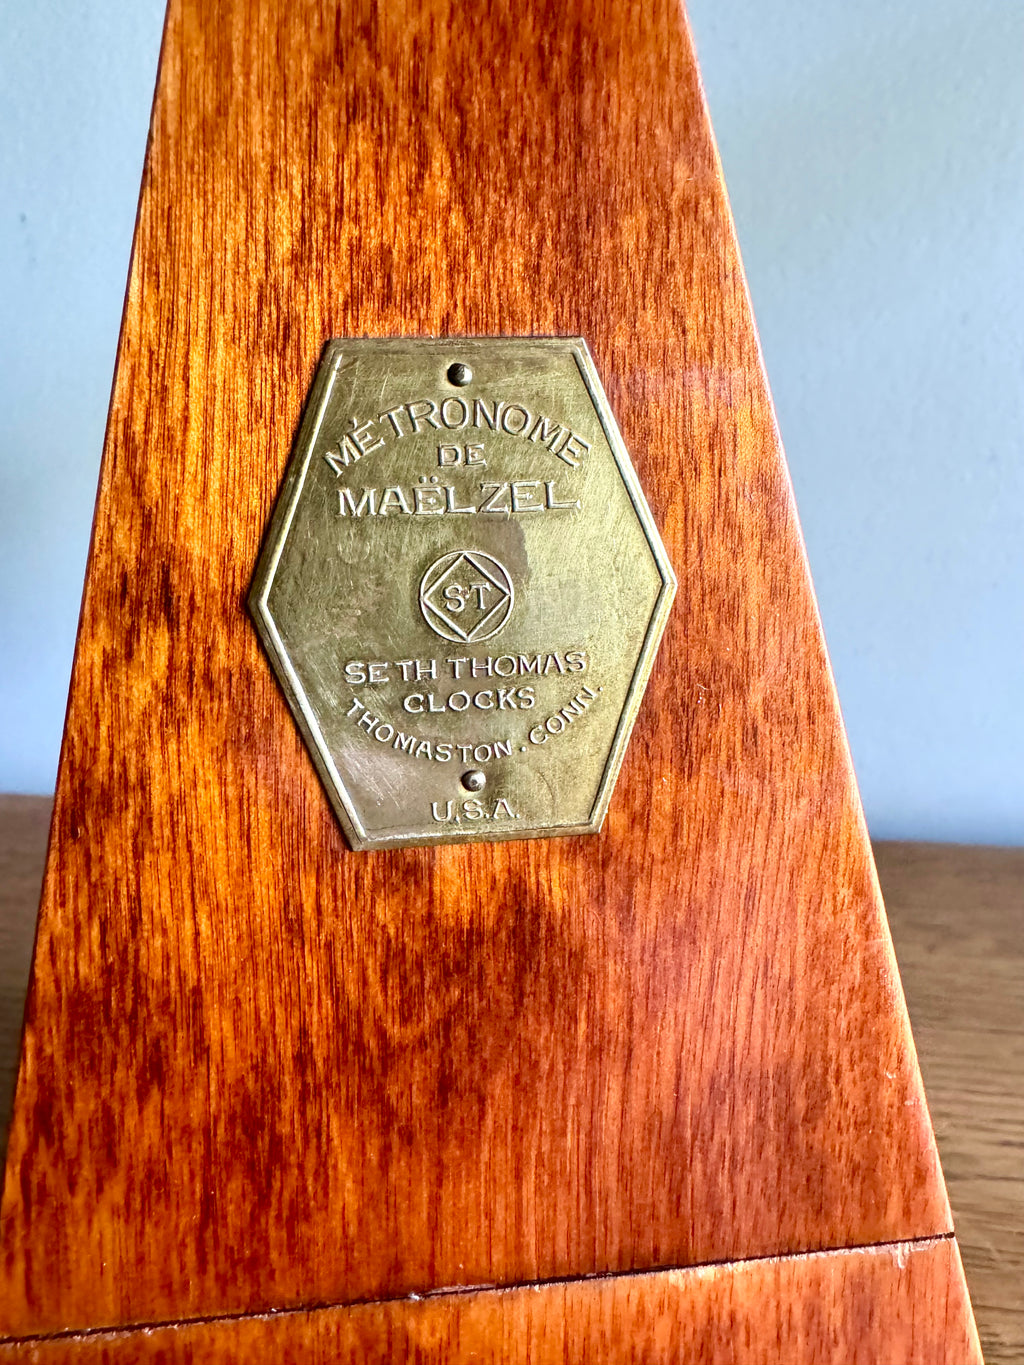 MÉTRONOME
DE
MAËLZEL
ST
SETH THOMAS
CLOCKS
THOMASTON. CONN.
U.S.A.